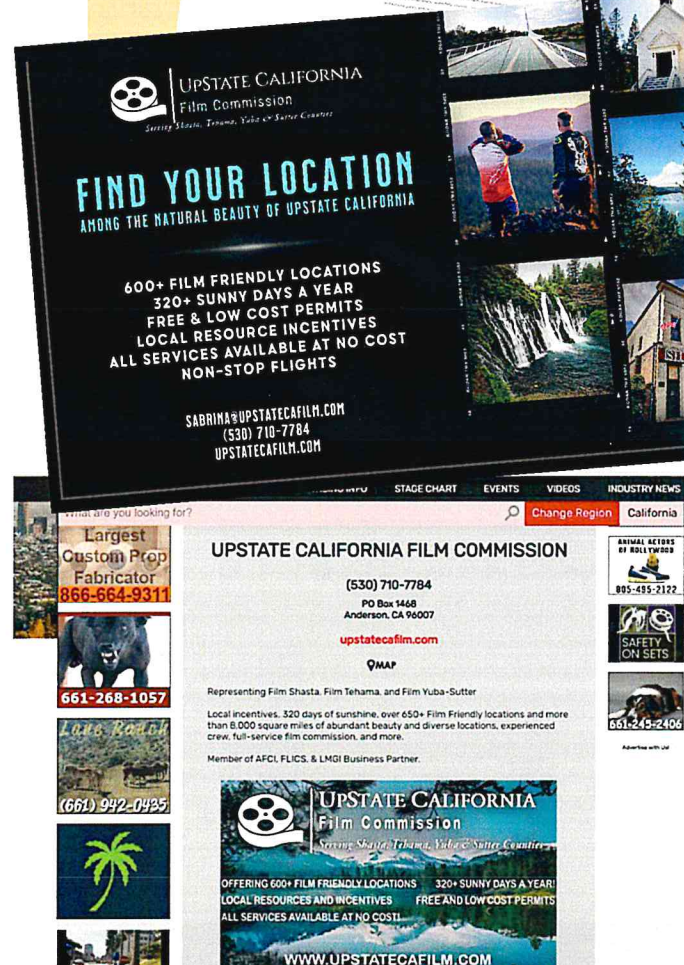 UPSTATE CALIFORNIA
Film Commission
Serving Shasta, Tehama, Yuba & Sutter Counties
FIND YOUR LOCATION
AMONG THE NATURAL BEAUTY OF UPSTATE CALIFORNIA
600+ FILM FRIENDLY LOCATIONS
320+ SUNNY DAYS A YEAR
FREE & LOW COST PERMITS
LOCAL RESOURCE INCENTIVES
ALL SERVICES AVAILABLE AT NO COST
NON-STOP FLIGHTS
SABRINA@UPSTATECAFILM.COM
(530) 710-7784
UPSTATECAFILM.COM
STAGE CHART EVENTS VIDEOS INDUSTRY NEWS
What are you looking for?
Change Region California
Largest
Custom Prop
Fabricator
866-664-9311
661-268-1057
Lane Ranch
(661) 942-0435
UPSTATE CALIFORNIA FILM COMMISSION
(530) 710-7784
PO Box 1468
Anderson, CA 96007
upstatecafilm.com
MAP
Representing Film Shasta, Film Tehama, and Film Yuba-Sutter
Local incentives, 320 days of sunshine, over 650+ Film Friendly locations and more
than 8,000 square miles of abundant beauty and diverse locations, experienced
crew, full-service film commission, and more.
Member of AFCI, FLICS, & LMGI Business Partner.
UPSTATE CALIFORNIA
Film Commission
Serving Shasta, Tehama, Yuba & Sutter Counties
OFFERING 600+ FILM FRIENDLY LOCATIONS 320+ SUNNY DAYS A YEAR!
LOCAL RESOURCES AND INCENTIVES FREE AND LOW COST PERMITS
ALL SERVICES AVAILABLE AT NO COST!
WWW.UPSTATECAFILM.COM
ANIMAL ACTORS
OF HOLLYWOOD
805-495-2122
SAFETY
ON SETS
661-245-2406
Advertise with Us!